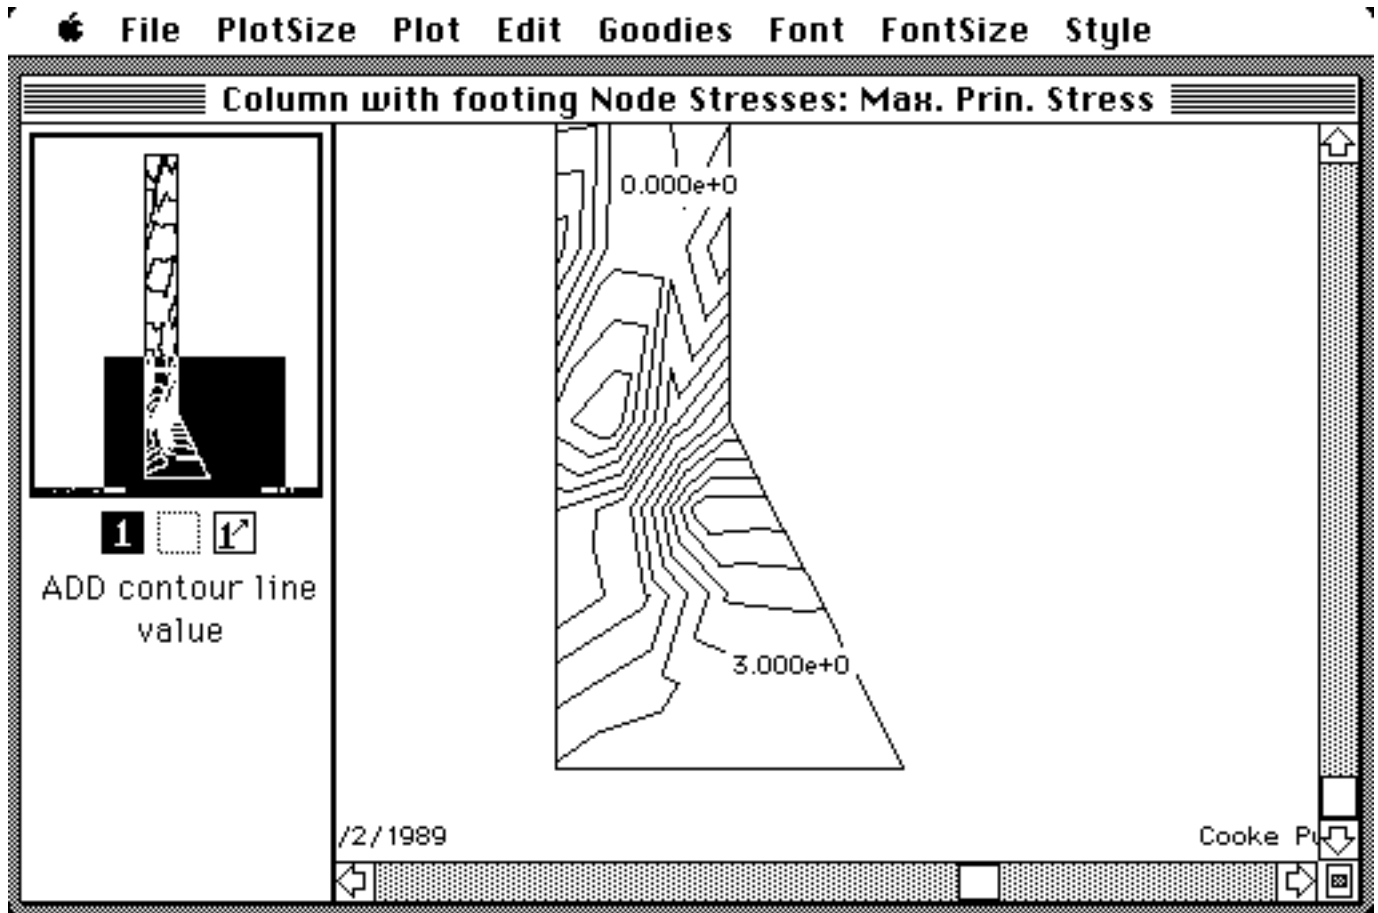 File PlotSize Plot Edit Goodies Font FontSize Style
Column with footing Node Stresses: Max. Prin. Stress
0.000e+0
1 1
ADD contour line
value
3.000e+0
/2/1989
Cooke